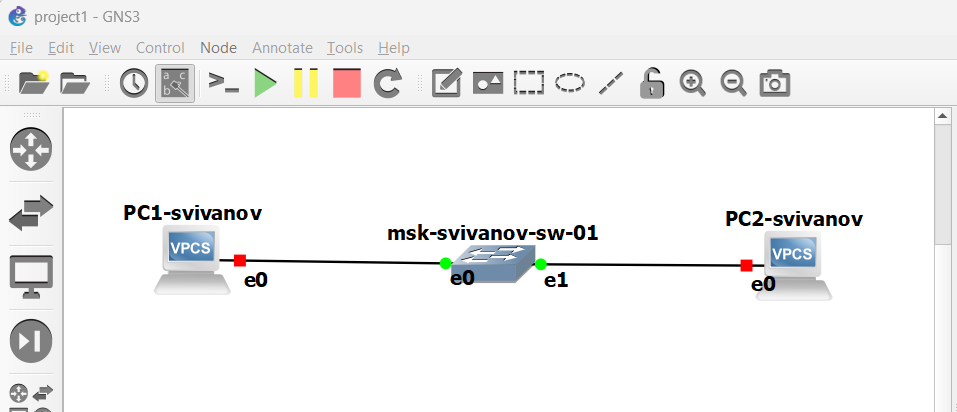 project1 - GNS3
File Edit View Control Node Annotate Tools Help
a c
b
PC1-svivanov
VPCS
e0
msk-svivanov-sw-01
e0
e1
PC2-svivanov
VPCS
e0